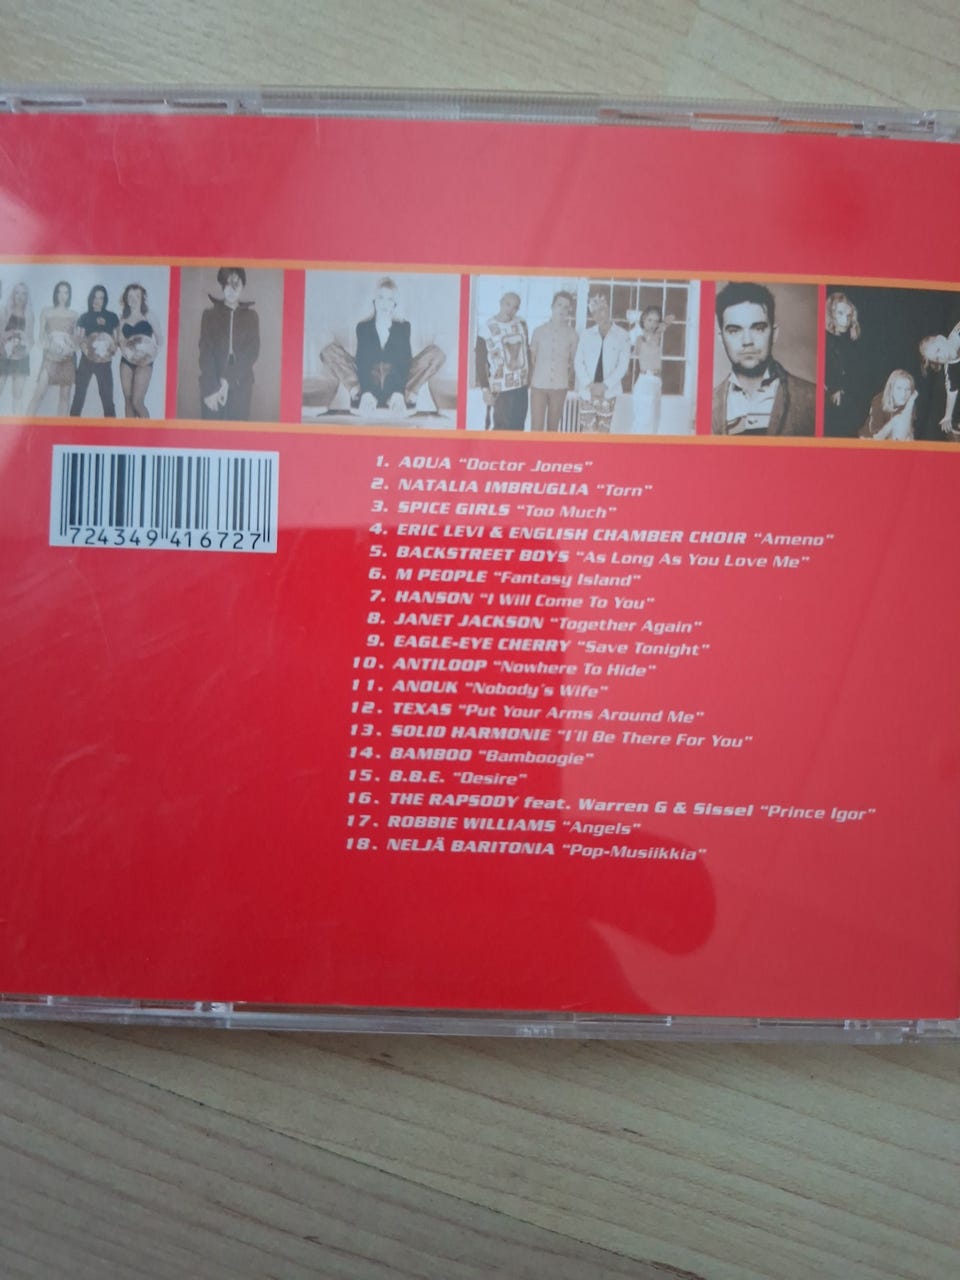 1. AQUA "Doctor Jones"
2. NATALIA IMBRUGLIA "Torn"
3. SPICE GIRLS "Too Much"
4. ERIC LEVI & ENGLISH CHAMBER CHOIR "Ameno"
5. BACKSTREET BOYS "As Long As You Love Me"
6. M PEOPLE "Fantasy Island"
7. HANSON "I Will Come To You"
8. JANET JACKSON "Together Again"
9. EAGLE-EYE CHERRY "Save Tonight"
10. ANTILOOP "Nowhere To Hide"
11. ANOUK "Nobody's Wife"
12. TEXAS "Put Your Arms Around Me"
13. SOLID HARMONIE "I'll Be There For You"
14. BAMBOO "Bamboogie"
15. B.B.E. "Desire"
16. THE RAPSODY feat. Warren G & Sissel "Prince Igor"
17. ROBBIE WILLIAMS "Angels"
18. NELJÄ BARITONIA "Pop-Musiikkia"
724349 416727